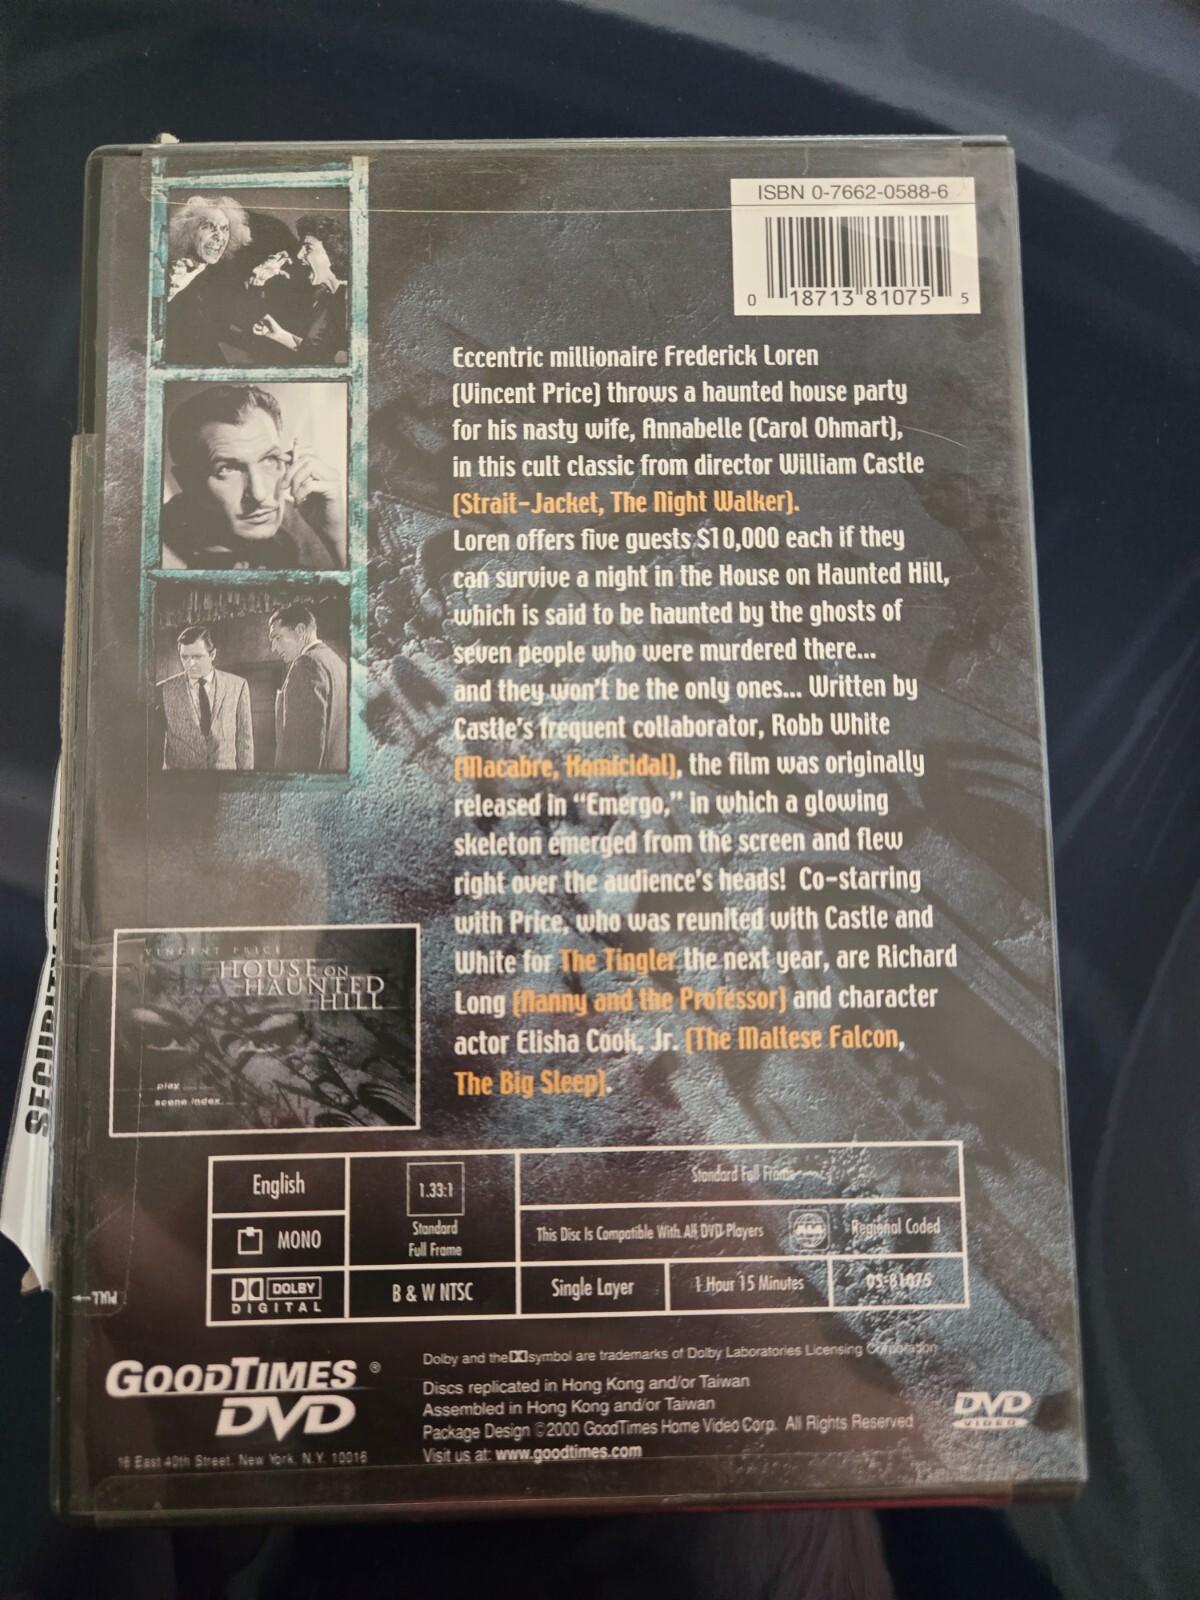 ISBN 0-7662-0588-6
0 18713 81075 5
Eccentric millionaire Frederick Loren
(Vincent Price) throws a haunted house party
for his nasty wife, Annabelle (Carol Ohmart),
in this cult classic from director William Castle
(Strait-Jacket, The Night Walker).
Loren offers five guests $10,000 each if they
can survive a night in the House on Haunted Hill,
which is said to be haunted by the ghosts of
seven people who were murdered there...
and they won't be the only ones... Written by
Castle's frequent collaborator, Robb White
(Macabre, Homicidal), the film was originally
released in “Emergo,” in which a glowing
skeleton emerged from the screen and flew
right over the audience's heads! Co-starring
with Price, who was reunited with Castle and
White for The Tingler the next year, are Richard
Long (Nanny and the Professor) and character
actor Elisha Cook, Jr. (The Maltese Falcon,
The Big Sleep).
VINCENT PRICE
HOUSE ON
HAUNTED
HILL
play
scene index
SECURITY
English
1.33:1
Standard
Full Frame
Standard Full Frame
MONO
This Disc Is Compatible With All DVD Players
Regional Coded
DOLBY
DIGITAL
B & W NTSC
Single Layer
1 Hour 15 Minutes
05-81075
PULL
GOODTIMES ®
DVD
16 East 40th Street, New York, N.Y. 10016
Dolby and the symbol are trademarks of Dolby Laboratories Licensing Corporation
Discs replicated in Hong Kong and/or Taiwan
Assembled in Hong Kong and/or Taiwan
Package Design ©2000 GoodTimes Home Video Corp. All Rights Reserved
Visit us at: www.goodtimes.com
DVD
VIDEO